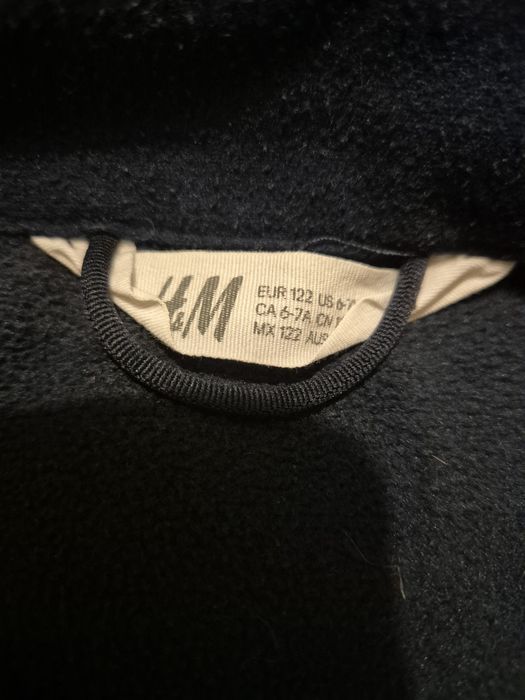 H&M
EUR 122 US 6-7
CA 6-7A CN
MX 122 AUS